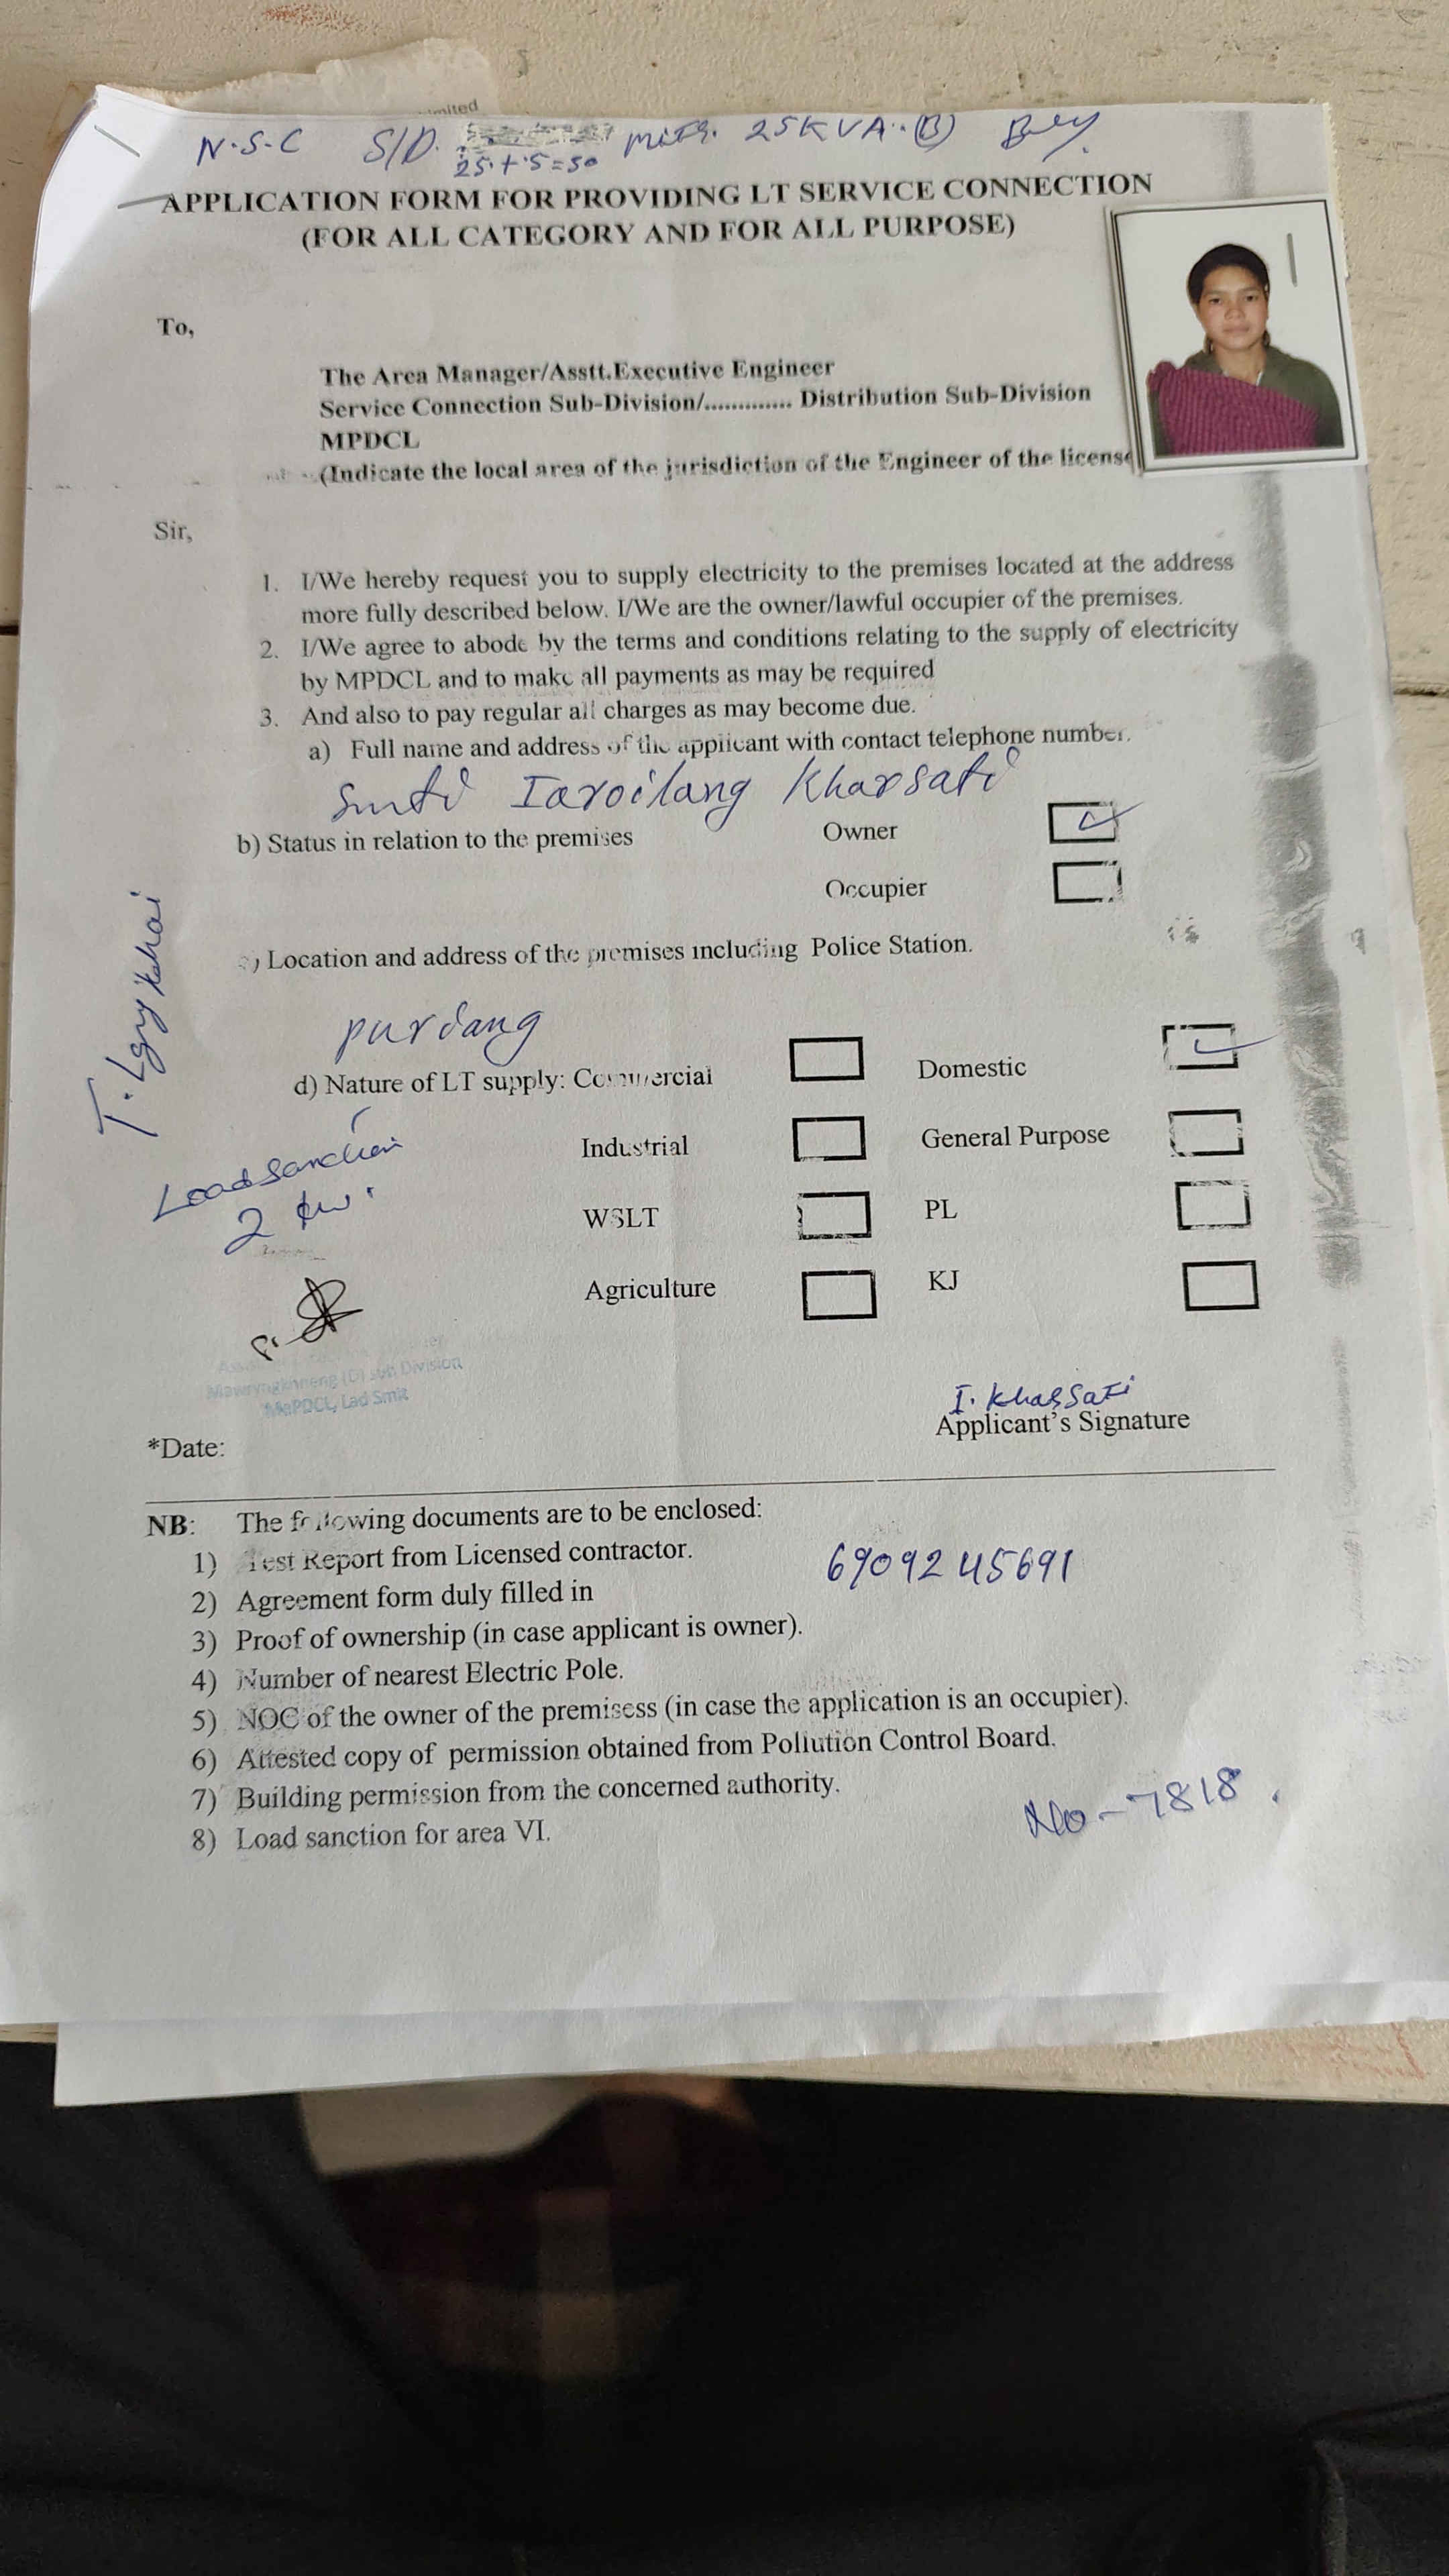 mited
N.S.C S/D. mtrs. 25KVA.(B)
25+5=30
APPLICATION FORM FOR PROVIDING LT SERVICE CONNECTION
(FOR ALL CATEGORY AND FOR ALL PURPOSE)
To,
The Area Manager/Asstt.Executive Engineer
Service Connection Sub-Division/............. Distribution Sub-Division
MPDCL
(Indicate the local area of the jurisdiction of the Engineer of the license
Sir,
1. I/We hereby request you to supply electricity to the premises located at the address
more fully described below. I/We are the owner/lawful occupier of the premises.
2. I/We agree to abode by the terms and conditions relating to the supply of electricity
by MPDCL and to make all payments as may be required
3. And also to pay regular all charges as may become due.
a) Full name and address of the applicant with contact telephone number.
Smti Iaroilang Kharsati
b) Status in relation to the premises Owner
Occupier
) Location and address of the premises including Police Station.
purdang
d) Nature of LT supply: Commercial Domestic
Industrial General Purpose
WSLT PL
Agriculture KJ
Load Sanction
2 kw.
Mawryngkhneng (D) sub Division
MePDCL, Lad Smit
I. Kharsati
Applicant's Signature
*Date:
NB: The following documents are to be enclosed:
1) Test Report from Licensed contractor.
6909245691
2) Agreement form duly filled in
3) Proof of ownership (in case applicant is owner).
4) Number of nearest Electric Pole.
5) NOC of the owner of the premisess (in case the application is an occupier).
6) Attested copy of permission obtained from Pollution Control Board.
7) Building permission from the concerned authority.
No-7818.
8) Load sanction for area VI.